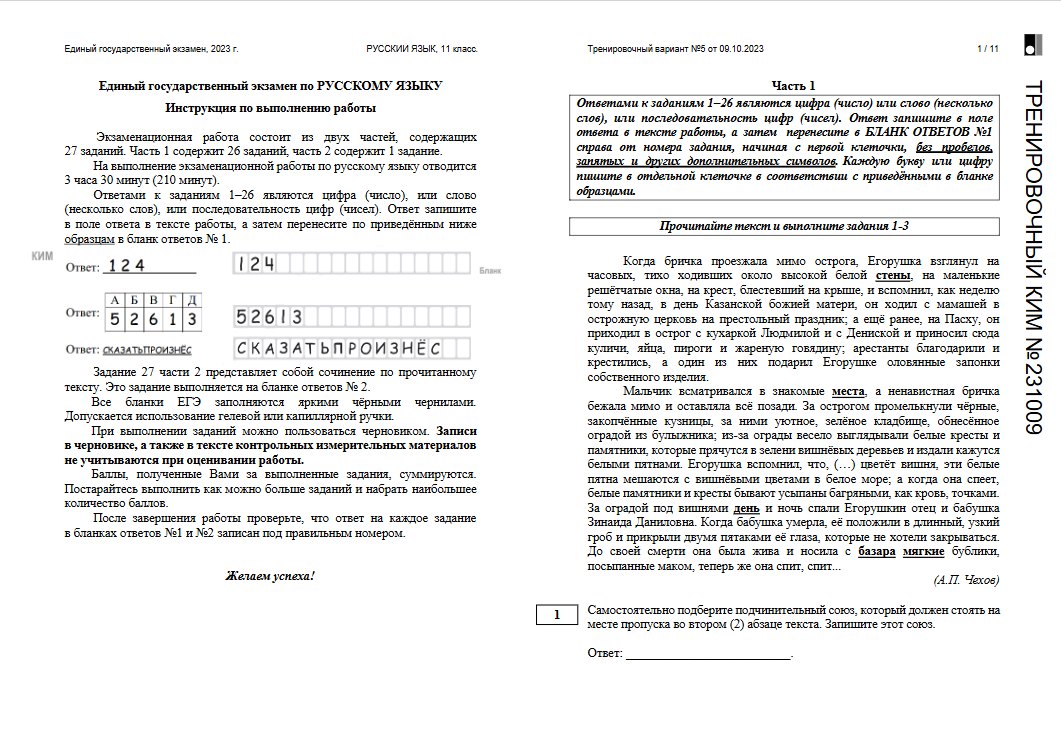 Единый государственный экзамен, 2023 г.
РУССКИЙ ЯЗЫК, 11 класс.
Единый государственный экзамен по РУССКОМУ ЯЗЫКУ
Инструкция по выполнению работы
Экзаменационная работа состоит из двух частей, содержащих
27 заданий. Часть 1 содержит 26 заданий, часть 2 содержит 1 задание.
На выполнение экзаменационной работы по русскому языку отводится
3 часа 30 минут (210 минут).
Ответами к заданиям 1–26 являются цифра (число), или слово
(несколько слов), или последовательность цифр (чисел). Ответ запишите
в поле ответа в тексте работы, а затем перенесите по приведённым ниже
образцам в бланк ответов № 1.
КИМ
Ответ: 1 2 4
1 2 4
Бланк
А Б В Г Д
Ответ: 5 2 6 1 3
5 2 6 1 3
Ответ: СКАЗАТЬПРОИЗНЁС
СКАЗАТЬПРОИЗНЁС
Задание 27 части 2 представляет собой сочинение по прочитанному
тексту. Это задание выполняется на бланке ответов № 2.
Все бланки ЕГЭ заполняются яркими чёрными чернилами.
Допускается использование гелевой или капиллярной ручки.
При выполнении заданий можно пользоваться черновиком. Записи
в черновике, а также в тексте контрольных измерительных материалов
не учитываются при оценивании работы.
Баллы, полученные Вами за выполненные задания, суммируются.
Постарайтесь выполнить как можно больше заданий и набрать наибольшее
количество баллов.
После завершения работы проверьте, что ответ на каждое задание
в бланках ответов №1 и №2 записан под правильным номером.
Желаем успеха!
Тренировочный вариант №5 от 09.10.2023
1 / 11
Часть 1
Ответами к заданиям 1–26 являются цифра (число) или слово (несколько
слов), или последовательность цифр (чисел). Ответ запишите в поле
ответа в тексте работы, а затем перенесите в БЛАНК ОТВЕТОВ №1
справа от номера задания, начиная с первой клеточки, без пробелов,
запятых и других дополнительных символов. Каждую букву или цифру
пишите в отдельной клеточке в соответствии с приведёнными в бланке
образцами.
Прочитайте текст и выполните задания 1-3
Когда бричка проезжала мимо острога, Егорушка взглянул на
часовых, тихо ходивших около высокой белой стены, на маленькие
решётчатые окна, на крест, блестевший на крыше, и вспомнил, как неделю
тому назад, в день Казанской божией матери, он ходил с мамашей в
острожную церковь на престольный праздник; а ещё ранее, на Пасху, он
приходил в острог с кухаркой Людмилой и с Дениской и приносил сюда
куличи, яйца, пироги и жареную говядину; арестанты благодарили и
крестились, а один из них подарил Егорушке оловянные запонки
собственного изделия.
Мальчик всматривался в знакомые места, а ненавистная бричка
бежала мимо и оставляла всё позади. За острогом промелькнули чёрные,
закопчённые кузницы, за ними уютное, зелёное кладбище, обнесённое
оградой из булыжника; из-за ограды весело выглядывали белые кресты и
памятники, которые прячутся в зелени вишнёвых деревьев и издали кажутся
белыми пятнами. Егорушка вспомнил, что, (…) цветёт вишня, эти белые
пятна мешаются с вишнёвыми цветами в белое море; а когда она спеет,
белые памятники и кресты бывают усыпаны багряными, как кровь, точками.
За оградой под вишнями день и ночь спали Егорушкин отец и бабушка
Зинаида Даниловна. Когда бабушка умерла, её положили в длинный, узкий
гроб и прикрыли двумя пятаками её глаза, которые не хотели закрываться.
До своей смерти она была жива и носила с базара мягкие бублики,
посыпанные маком, теперь же она спит, спит...
(А.П. Чехов)
1
Самостоятельно подберите подчинительный союз, который должен стоять на
месте пропуска во втором (2) абзаце текста. Запишите этот союз.
Ответ: ___________________________.
ТРЕНИРОВОЧНЫЙ КИМ №231009